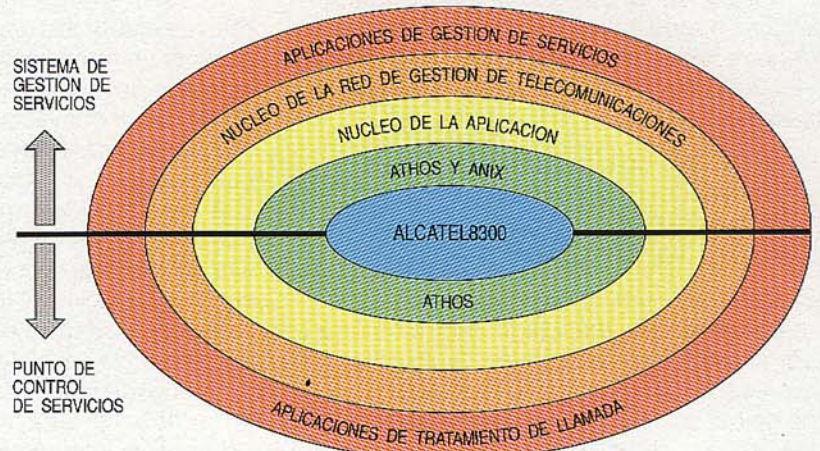 SISTEMA DE
GESTION DE
SERVICIOS
APLICACIONES DE GESTION DE SERVICIOS
NUCLEO DE LA RED DE GESTION DE TELECOMUNICACIONES
NUCLEO DE LA APLICACION
ATHOS Y ANIX
ALCATEL8300
ATHOS
APLICACIONES DE TRATAMIENTO DE LLAMADA
PUNTO DE
CONTROL
DE SERVICIOS